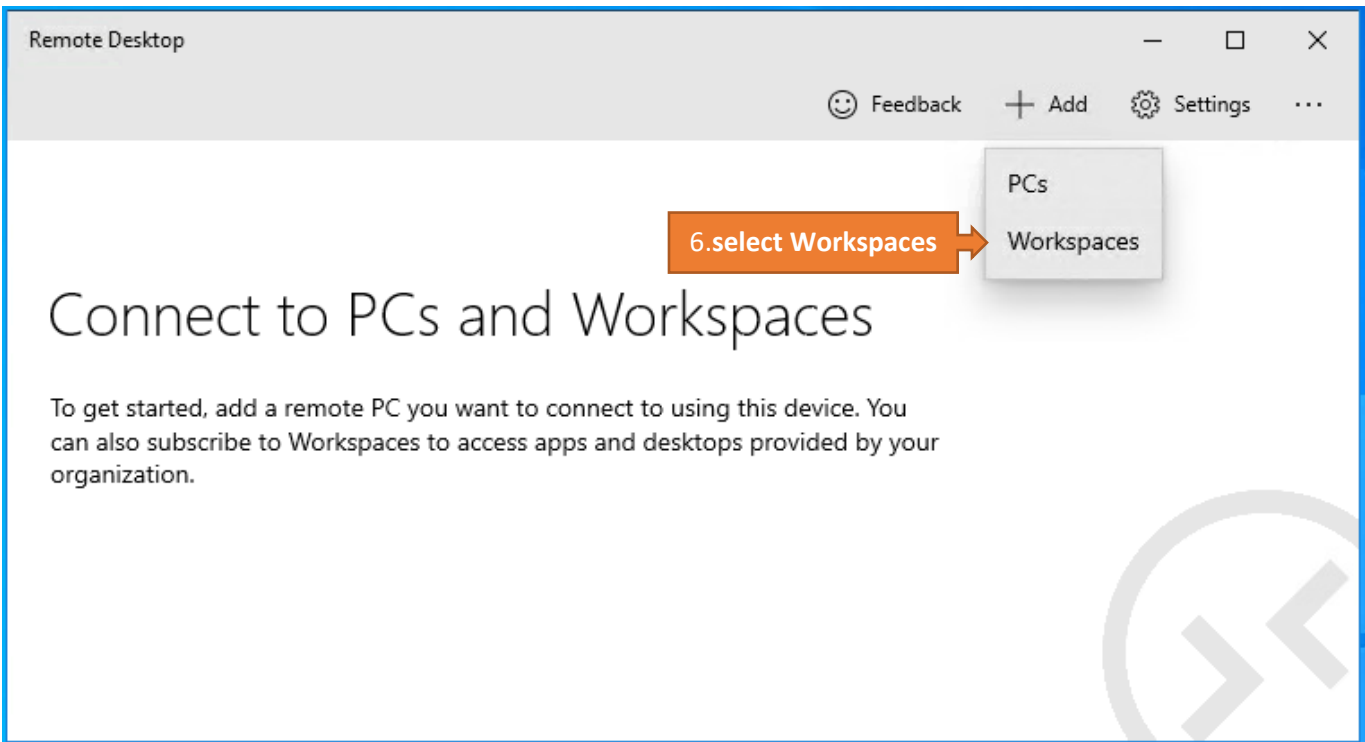 Remote Desktop
Feedback
Add
Settings
PCs
6.select Workspaces
Workspaces
Connect to PCs and Workspaces
To get started, add a remote PC you want to connect to using this device. You
can also subscribe to Workspaces to access apps and desktops provided by your
organization.